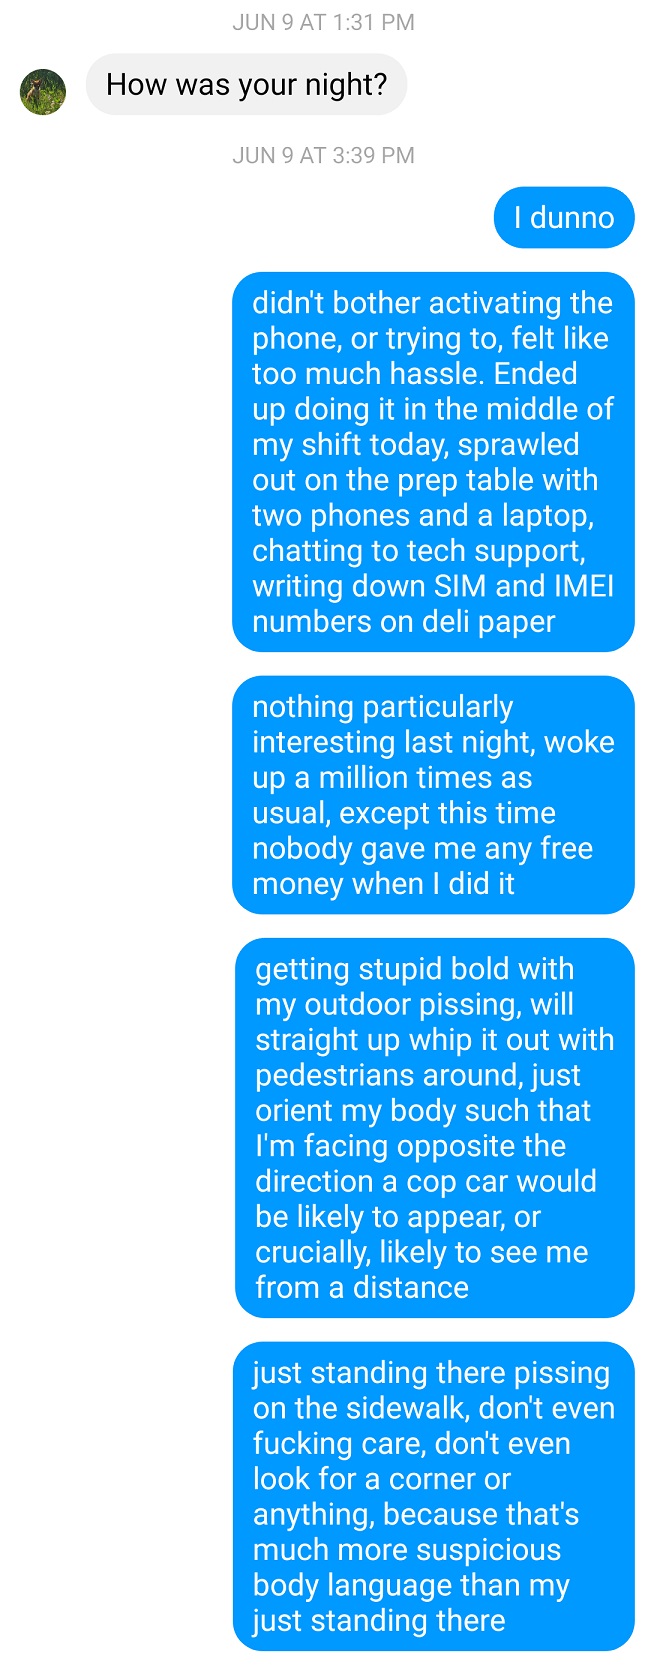 JUN 9 AT 1:31 PM
How was your night?
JUN 9 AT 3:39 PM
I dunno
didn't bother activating the
phone, or trying to, felt like
too much hassle. Ended
up doing it in the middle of
my shift today, sprawled
out on the prep table with
two phones and a laptop,
chatting to tech support,
writing down SIM and IMEI
numbers on deli paper
nothing particularly
interesting last night, woke
up a million times as
usual, except this time
nobody gave me any free
money when I did it
getting stupid bold with
my outdoor pissing, will
straight up whip it out with
pedestrians around, just
orient my body such that
I'm facing opposite the
direction a cop car would
be likely to appear, or
crucially, likely to see me
from a distance
just standing there pissing
on the sidewalk, don't even
fucking care, don't even
look for a corner or
anything, because that's
much more suspicious
body language than my
just standing there